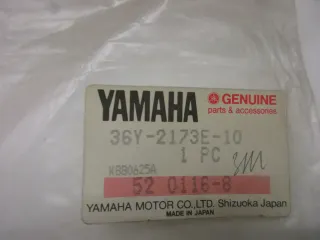 YAMAHA GENUINE
parts & accessories
36Y-2173E-10
1 PC
X880625A
52 0116-8
YAMAHA MOTOR CO.,LTD. Shizuoka Japan
MADE IN JAPAN